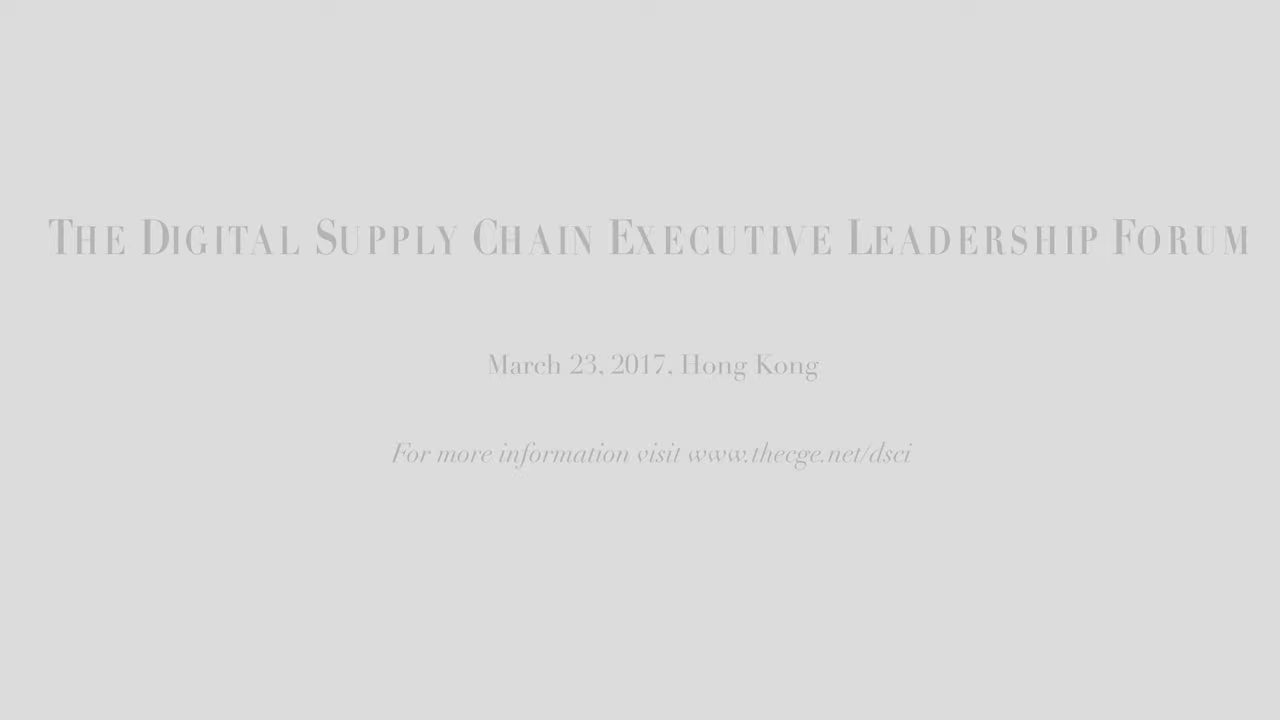 The Digital Supply Chain Executive Leadership Forum
March 23, 2017, Hong Kong
For more information visit www.thecge.net/dsci